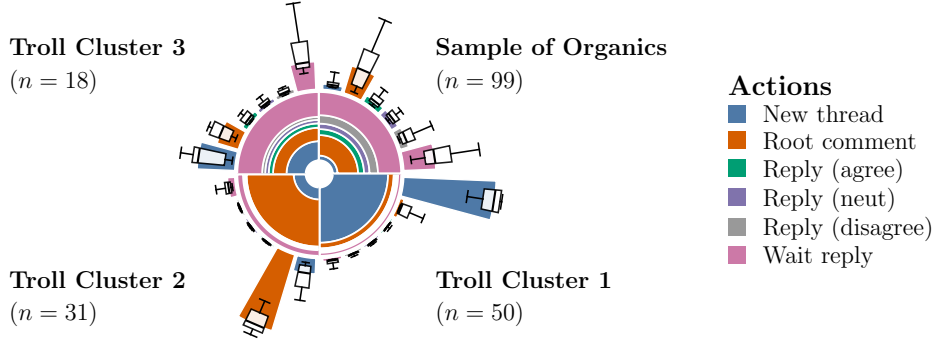 Troll Cluster 3
(n = 18)
Sample of Organics
(n = 99)
Troll Cluster 2
(n = 31)
Troll Cluster 1
(n = 50)
Actions
New thread
Root comment
Reply (agree)
Reply (neut)
Reply (disagree)
Wait reply